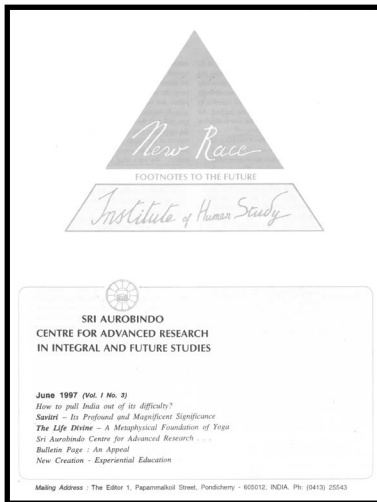 New Race
FOOTNOTES TO THE FUTURE
Institute of Human Study
SRI AUROBINDO
CENTRE FOR ADVANCED RESEARCH
IN INTEGRAL AND FUTURE STUDIES
June 1997 (Vol. I No. 3)
How to pull India out of its difficulty?
Savitri – Its Profound and Magnificent Significance
The Life Divine – A Metaphysical Foundation of Yoga
Sri Aurobindo Centre for Advanced Research . . .
Bulletin Page : An Appeal
New Creation - Experiential Education
Mailing Address : The Editor 1, Papammalkoil Street, Pondicherry - 605012, INDIA. Ph: (0413) 25543